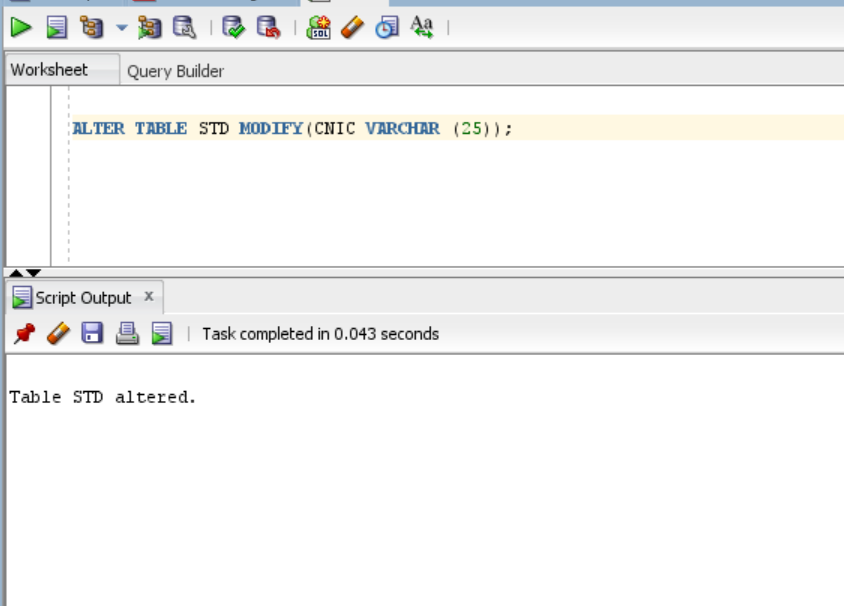 Worksheet Query Builder
ALTER TABLE STD MODIFY(CNIC VARCHAR (25));
Script Output x
Task completed in 0.043 seconds
Table STD altered.